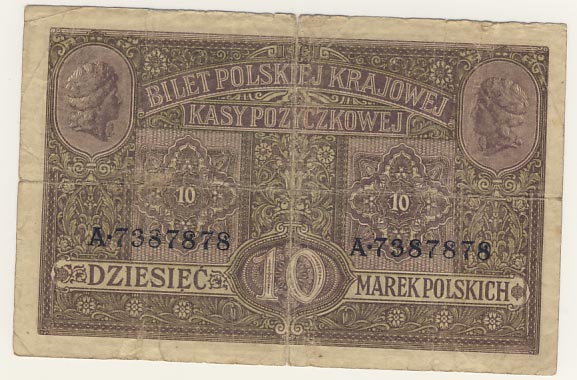 BILET POLSKIEJ KRAJOWEJ
KASY POŻYCZKOWEJ
10 10
A·7387878 A·7387878
DZIESIĘĆ 10 MAREK POLSKICH